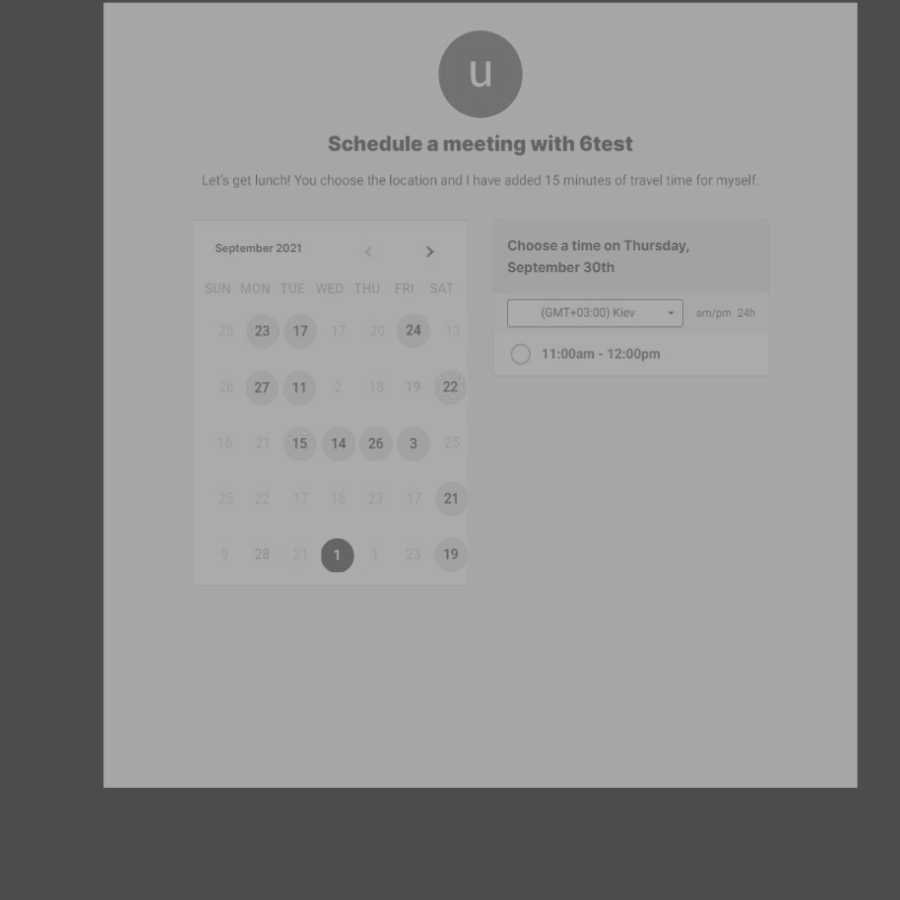 u
Schedule a meeting with 6test
Let's get lunch! You choose the location and I have added 15 minutes of travel time for myself.
September 2021
SUN MON TUE WED THU FRI SAT
25 23 17 17 20 24 13
26 27 11 2 18 19 22
16 21 15 14 26 3 25
25 22 17 16 23 17 21
9 28 21 1 1 23 19
Choose a time on Thursday,
September 30th
(GMT+03:00) Kiev am/pm 24h
11:00am - 12:00pm